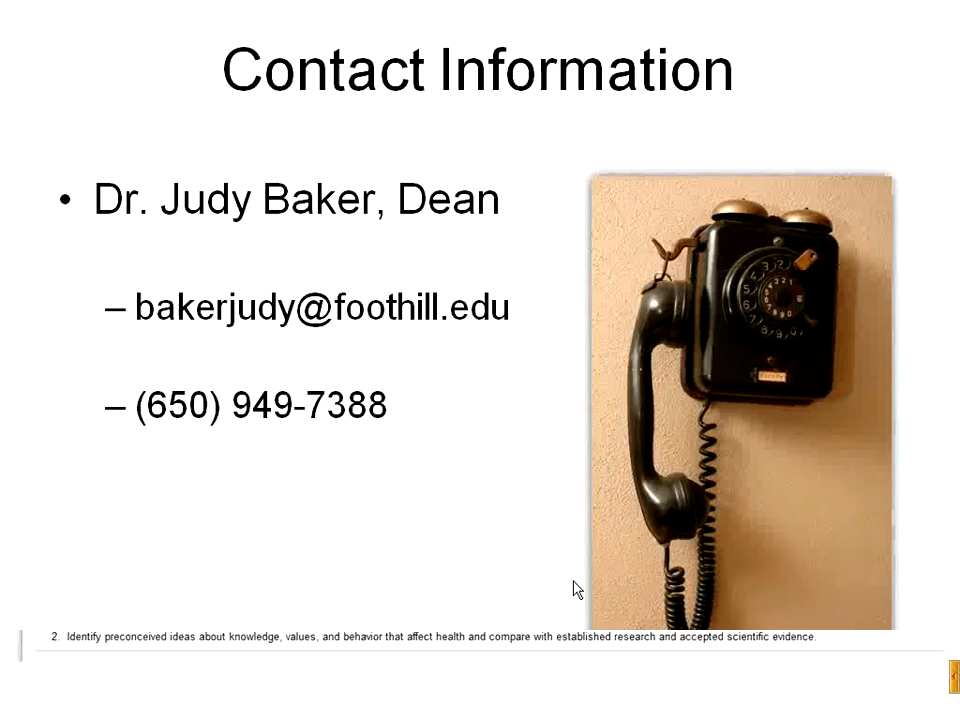 Contact Information
• Dr. Judy Baker, Dean
– bakerjudy@foothill.edu
– (650) 949-7388
2. Identify preconceived ideas about knowledge, values, and behavior that affect health and compare with established research and accepted scientific evidence.